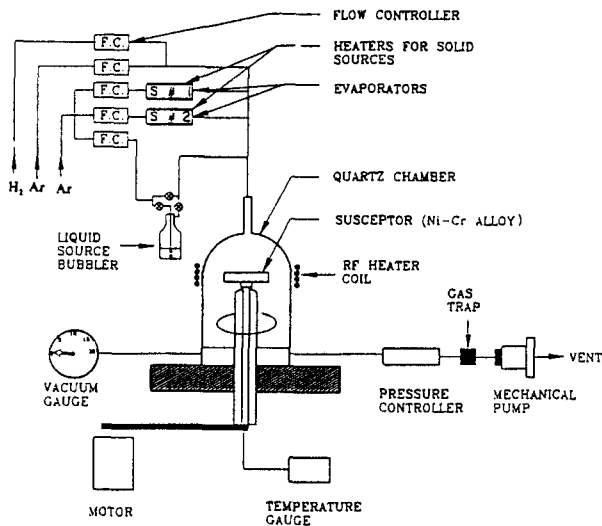 FLOW CONTROLLER
F.C.
F.C.
HEATERS FOR SOLID
SOURCES
F.C.
S # 1
EVAPORATORS
F.C.
S # 2
F.C.
H₂ Ar Ar
QUARTZ CHAMBER
SUSCEPTOR (Ni-Cr ALLOY)
LIQUID
SOURCE
BUBBLER
RF HEATER
COIL
GAS
TRAP
VENT
VACUUM
GAUGE
PRESSURE
CONTROLLER
MECHANICAL
PUMP
MOTOR
TEMPERATURE
GAUGE